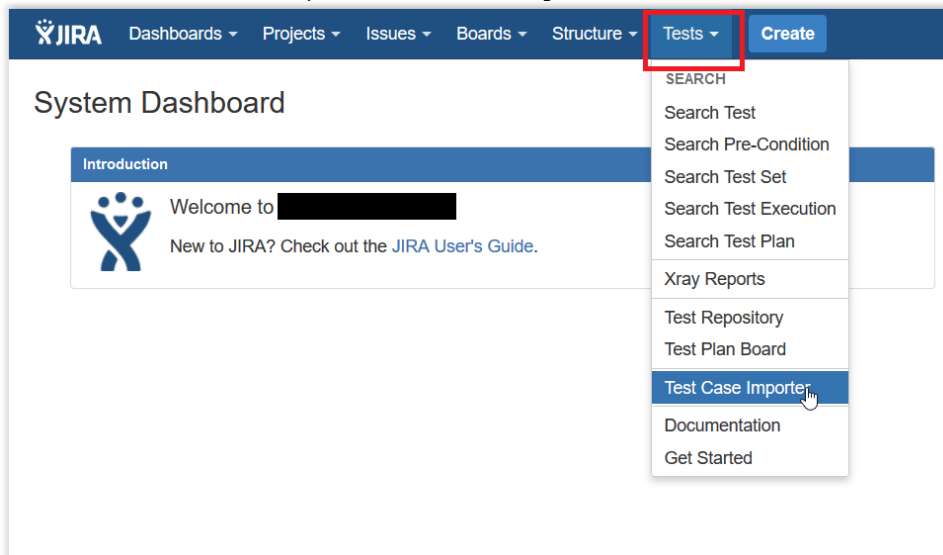 JIRA Dashboards Projects Issues Boards Structure Tests Create
System Dashboard
Introduction
Welcome to
New to JIRA? Check out the JIRA User's Guide.
SEARCH
Search Test
Search Pre-Condition
Search Test Set
Search Test Execution
Search Test Plan
Xray Reports
Test Repository
Test Plan Board
Test Case Importer
Documentation
Get Started